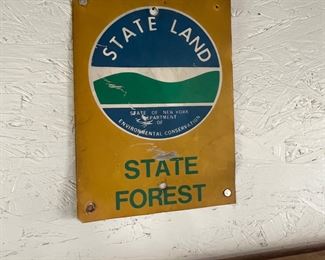 STATE LAND
STATE OF NEW YORK
DEPARTMENT
OF
ENVIRONMENTAL CONSERVATION
STATE
FOREST